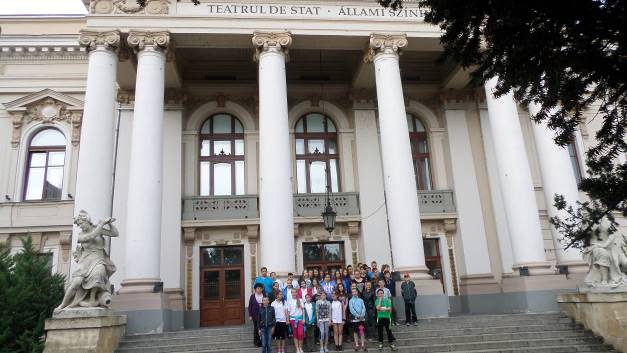 TEATRUL DE STAT · ÁLLAMI SZÍN